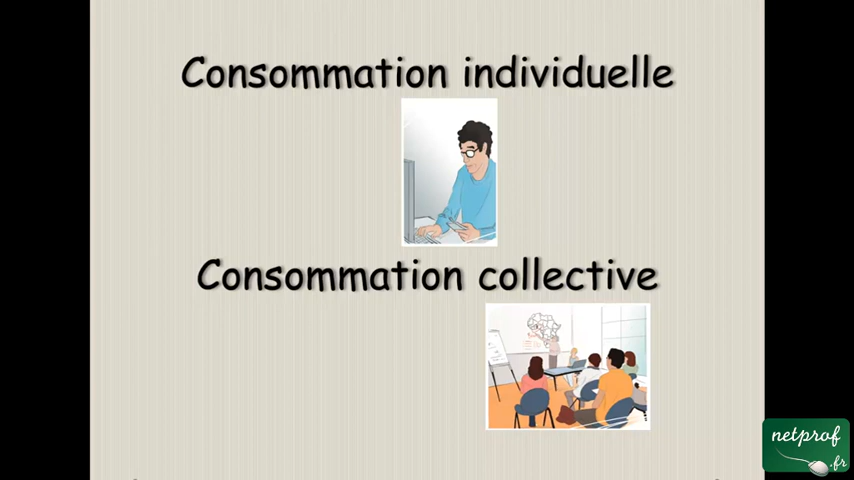 Consommation individuelle
Consommation collective
netprof
.fr